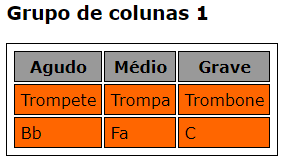 Grupo de colunas 1
Agudo Médio Grave
Trompete Trompa Trombone
Bb Fa C